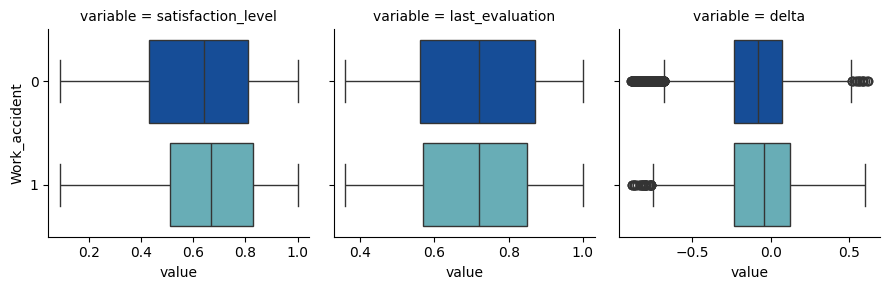 variable = satisfaction_level
variable = last_evaluation
variable = delta
Work_accident
0
1
0.2 0.4 0.6 0.8 1.0
0.4 0.6 0.8 1.0
−0.5 0.0 0.5
value
value
value